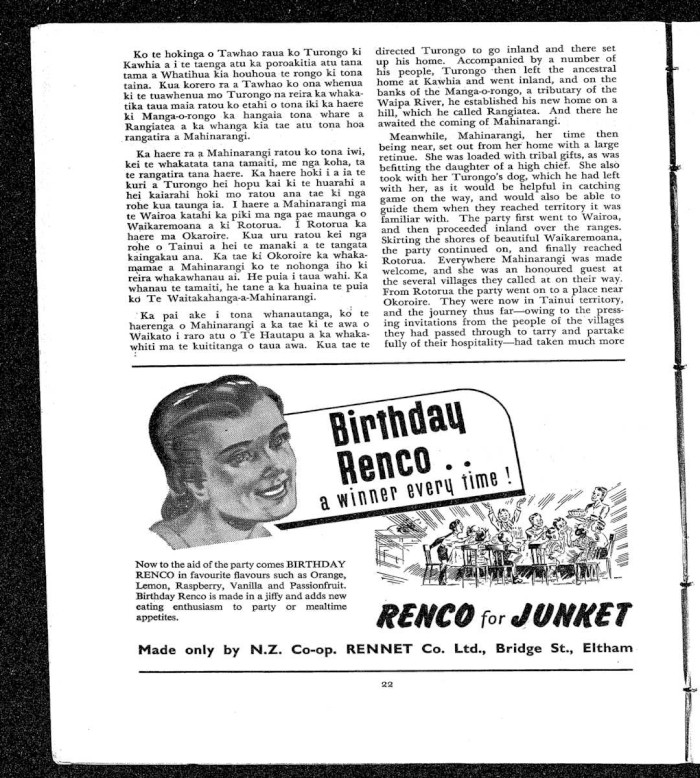 Ko te hokinga o Tawhao raua ko Turongo ki
Kawhia a i te taenga atu ka poroakitia atu tana
tama a Whatihua kia houhoua te rongo ki tona
taina. Kua korero ra a Tawhao ko ona whenua
ki te tuawhenua mo Turongo na reira ka whaka-
tika taua maia ratou ko etahi o tona iki ka haere
ki Manga-o-rongo ka hangaia tona whare a
Rangiatea a ka whanga kia tae atu tona hoa
rangatira a Mahinarangi.
Ka haere ra a Mahinarangi ratou ko tona iwi,
kei te whakatata tana tamaiti, me nga koha, ta
te rangatira tana haere. Ka haere hoki i a ia te
kuri a Turongo hei hopu kai ki te huarahi a
hei kaiarahi hoki mo ratou ana tae ki nga
rohe kua taunga ia. I haere a Mahinarangi ma
te Wairoa katahi ka piki ma nga pae maunga o
Waikaremoana a ki Rotorua. I Rotorua ka
haere ma Okaroire. Kua uru ratou kei nga
rohe o Tainui a hei te manaki a te tangata
kaingakau ana. Ka tae ki Okoroire ka whaka-
mamae a Mahinarangi ko te nohonga iho ki
reira whakawhanau ai. He puia i taua wahi. Ka
whanau te tamaiti, he tane a ka huaina te puia
ko Te Waitakahanga-a-Mahinarangi.
Ka pai ake i tona whanautanga, ko te
haerenga o Mahinarangi a ka tae ki te awa o
Waikato i raro atu o Te Hautapu a ka whaka-
whiti ma te kuititanga o taua awa. Kua tae te
directed Turongo to go inland and there set
up his home. Accompanied by a number of
his people, Turongo then left the ancestral
home at Kawhia and went inland, and on the
banks of the Manga-o-rongo, a tributary of the
Waipa River, he established his new home on a
hill, which he called Rangiatea. And there he
awaited the coming of Mahinarangi.
Meanwhile, Mahinarangi, her time then
being near, set out from her home with a large
retinue. She was loaded with tribal gifts, as was
befitting the daughter of a high chief. She also
took with her Turongo's dog, which he had left
with her, as it would be helpful in catching
game on the way, and would also be able to
guide them when they reached territory it was
familiar with. The party first went to Wairoa,
and then proceeded inland over the ranges.
Skirting the shores of beautiful Waikaremoana,
the party continued on, and finally reached
Rotorua. Everywhere Mahinarangi was made
welcome, and she was an honoured guest at
the several villages they called at on their way.
From Rotorua the party went on to a place near
Okoroire. They were now in Tainui territory,
and the journey thus far—owing to the press-
ing invitations from the people of the villages
they had passed through to tarry and partake
fully of their hospitality—had taken much more
Birthday
Renco . .
a winner every time !
Now to the aid of the party comes BIRTHDAY
RENCO in favourite flavours such as Orange,
Lemon, Raspberry, Vanilla and Passionfruit.
Birthday Renco is made in a jiffy and adds new
eating enthusiasm to party or mealtime
appetites.
RENCO for JUNKET
Made only by N.Z. Co-op. RENNET Co. Ltd., Bridge St., Eltham
22